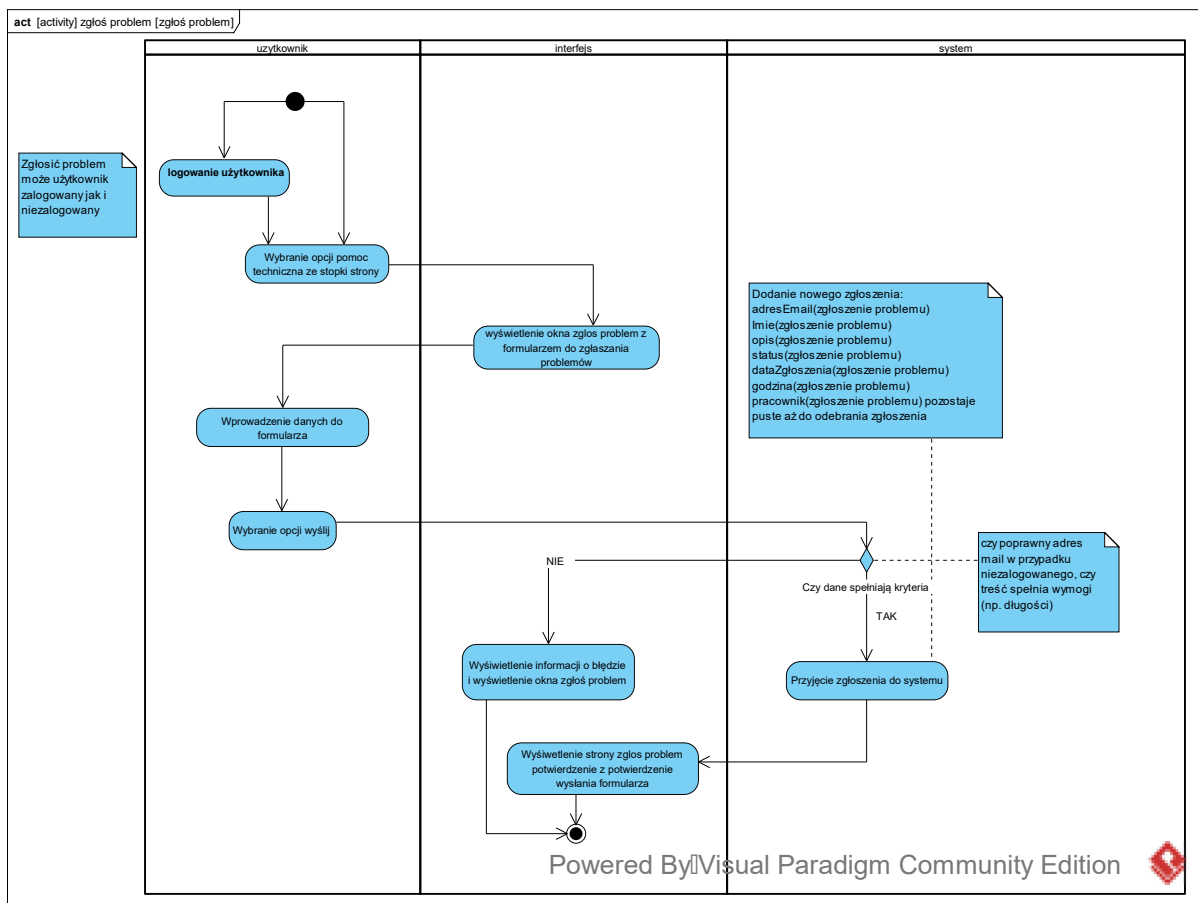 act [activity] zgłoś problem [zgłoś problem]
uzytkownik
interfejs
system
Zgłosić problem
może użytkownik
zalogowany jak i
niezalogowany
logowanie użytkownika
Wybranie opcji pomoc
techniczna ze stopki strony
wyświetlenie okna zglos problem z
formularzem do zgłaszania
problemów
Dodanie nowego zgłoszenia:
adresEmail(zgłoszenie problemu)
Imie(zgłoszenie problemu)
opis(zgłoszenie problemu)
status(zgłoszenie problemu)
dataZgłoszenia(zgłoszenie problemu)
godzina(zgłoszenie problemu)
pracownik(zgłoszenie problemu) pozostaje
puste aż do odebrania zgłoszenia
Wprowadzenie danych do
formularza
Wybranie opcji wyślij
czy poprawny adres
mail w przypadku
niezalogowanego, czy
treść spełnia wymogi
(np. długości)
NIE
Czy dane spełniają kryteria
TAK
Wyśiwietlenie informacji o błędzie
i wyświetlenie okna zgłoś problem
Przyjęcie zgłoszenia do systemu
Wyśiwetlenie strony zglos problem
potwierdzenie z potwierdzenie
wysłania formularza
Powered By Visual Paradigm Community Edition